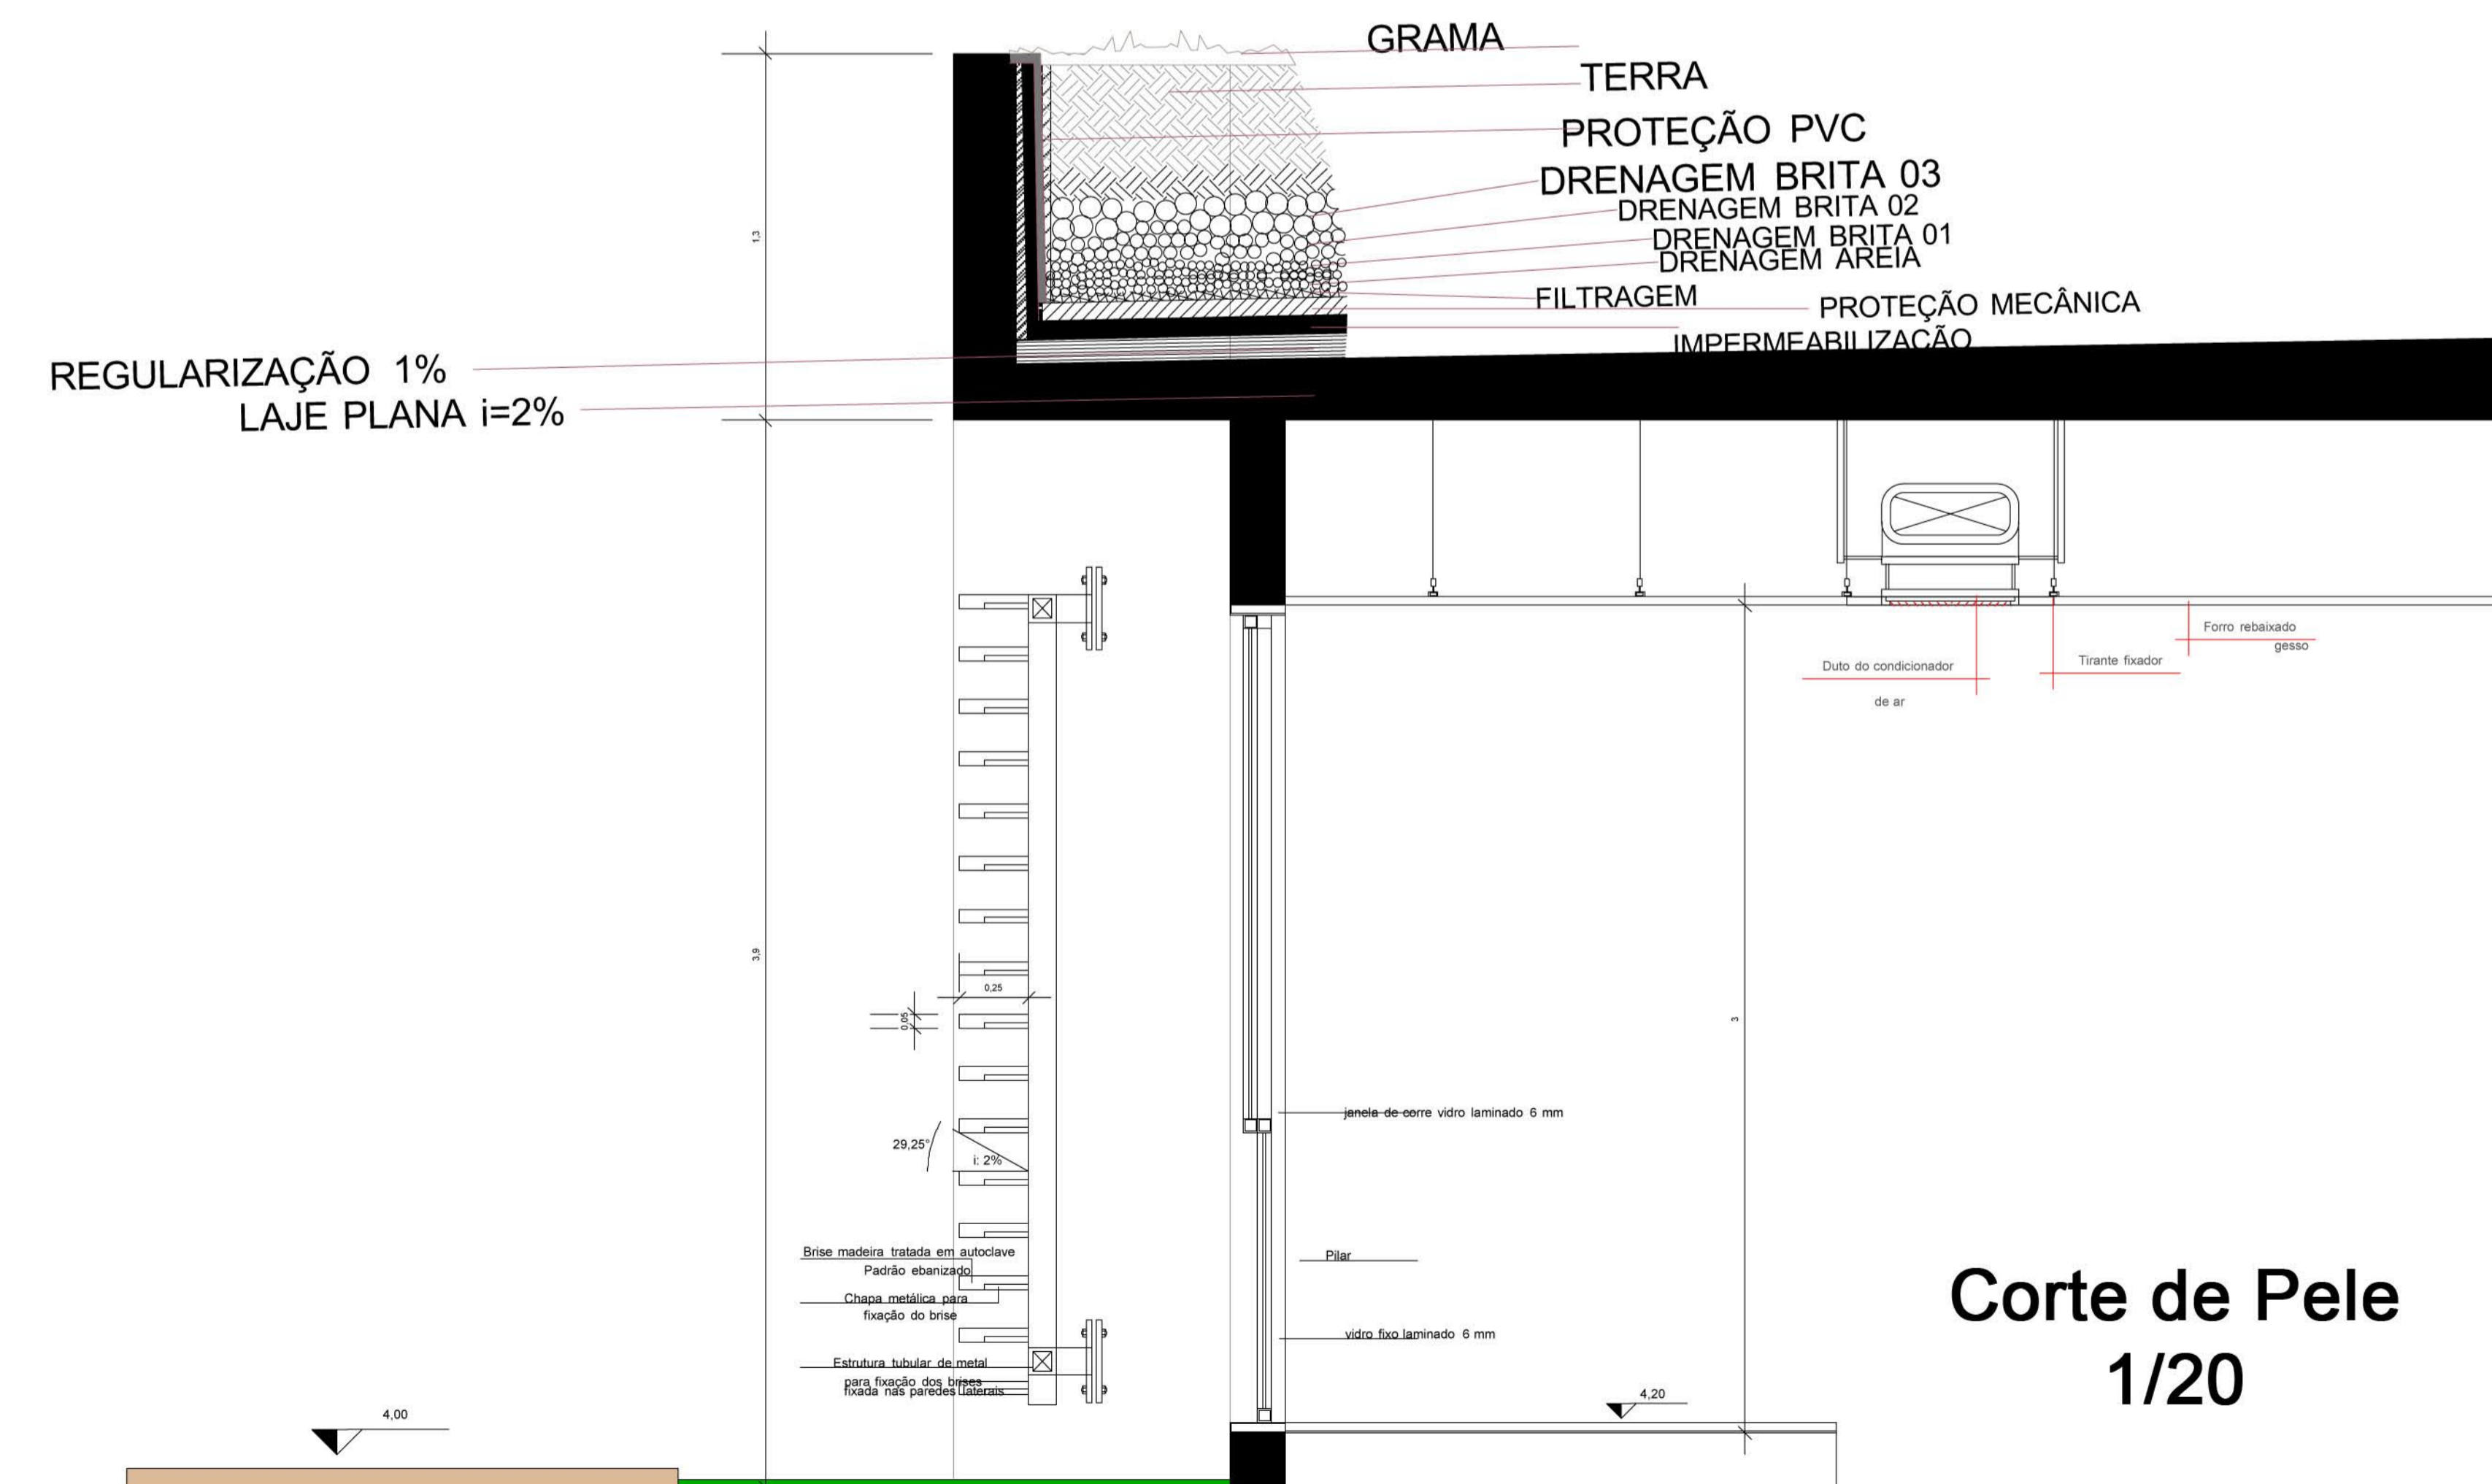 GRAMA
TERRA
PROTEÇÃO PVC
DRENAGEM BRITA 03
DRENAGEM BRITA 02
DRENAGEM BRITA 01
DRENAGEM AREIA
FILTRAGEM
PROTEÇÃO MECÂNICA
IMPERMEABILIZAÇÃO
1,3
REGULARIZAÇÃO 1%
LAJE PLANA i=2%
Forro rebaixado
gesso
Tirante fixador
Duto do condicionador
de ar
3,9
0,25
0,05
3
29,25°
i: 2%
janela de corre vidro laminado 6 mm
Brise madeira tratada em autoclave
Padrão ebanizado
Chapa metálica para
fixação do brise
Pilar
vidro fixo laminado 6 mm
Estrutura tubular de metal
para fixação dos brises
fixada nas paredes laterais
4,00
4,20
Corte de Pele
1/20